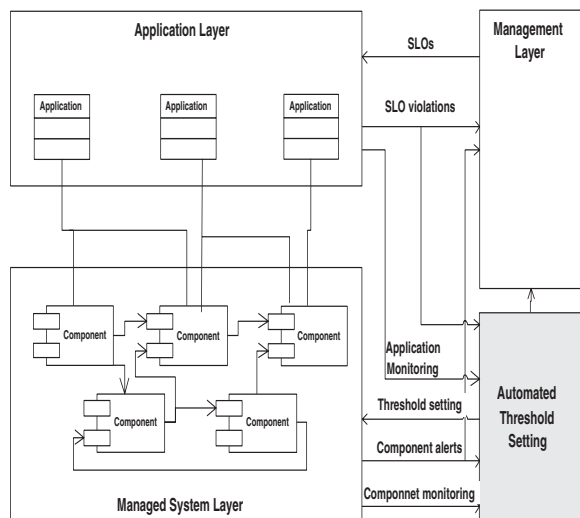 Application Layer
Management
Layer
SLOs
Application
Application
Application
SLO violations
Component
Component
Component
Application
Monitoring
Automated
Threshold
Setting
Threshold setting
Component
Component
Component alerts
Componnet monitoring
Managed System Layer